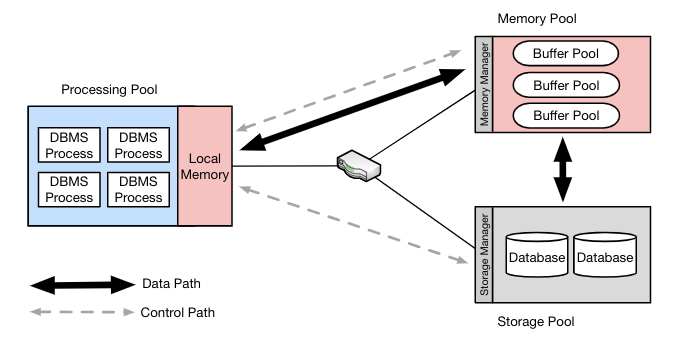 Memory Pool
Memory Manager
Buffer Pool
Buffer Pool
Buffer Pool
Processing Pool
DBMS
Process
DBMS
Process
DBMS
Process
DBMS
Process
Local
Memory
Storage Manager
Database
Database
Storage Pool
Data Path
Control Path